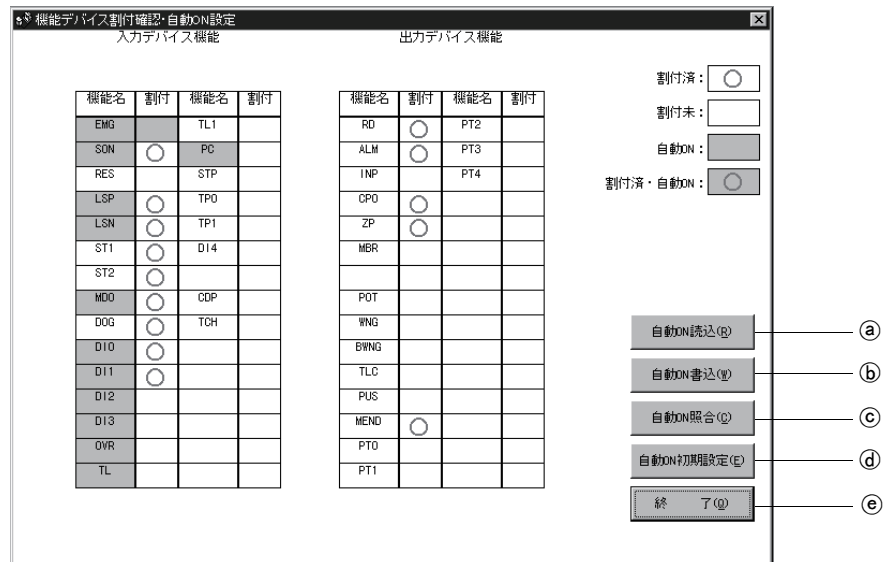 機能デバイス割付確認・自動ON設定
入力デバイス機能 出力デバイス機能
割付済：
割付未：
自動ON：
割付済・自動ON：
機能名 割付 機能名 割付 機能名 割付 機能名 割付
EMG TL1 RD PT2
SON PC ALM PT3
RES STP INP PT4
LSP TP0 CPO
LSN TP1 ZP
ST1 DI4 MBR
ST2
MD0 CDP POT
DOG TCH WNG
DI0 BWNG
DI1 TLC
DI2 PUS
DI3 MEND
OVR PT0
TL PT1
自動ON読込(R) ⓐ
自動ON書込(W) ⓑ
自動ON照合(C) ⓒ
自動ON初期設定(E) ⓓ
終 了(Q) ⓔ